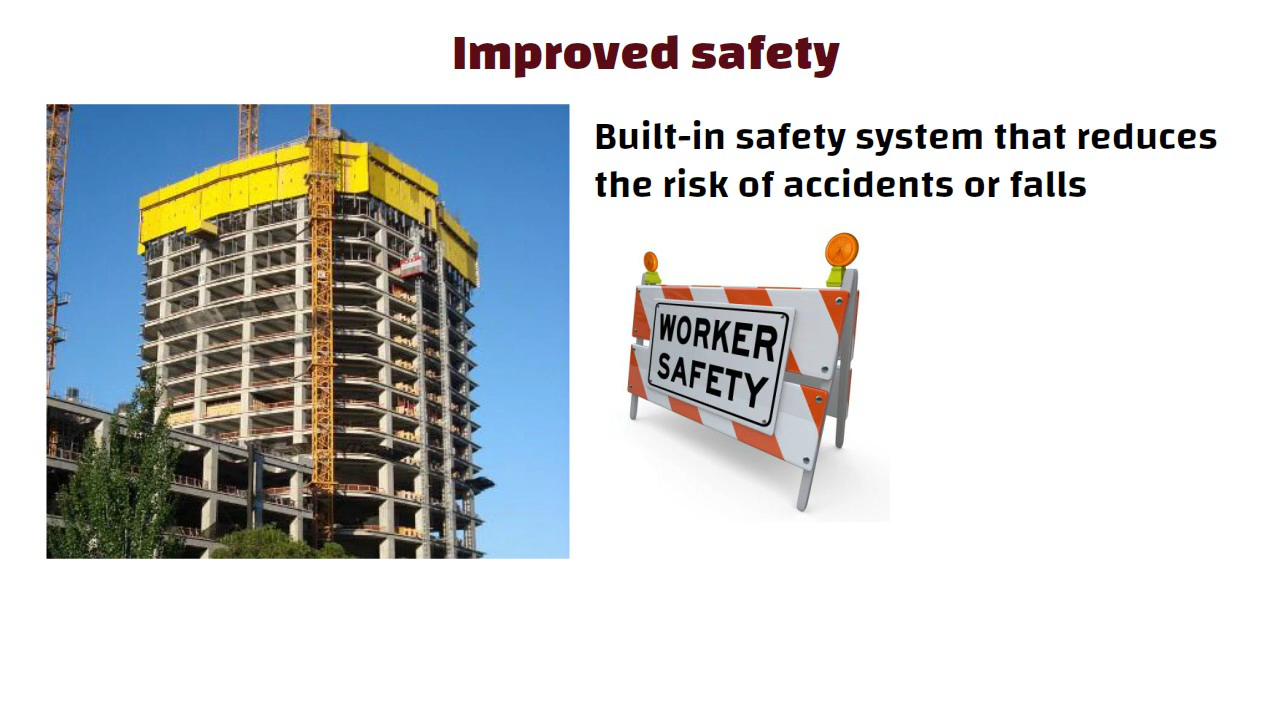 Improved safety
Built-in safety system that reduces
the risk of accidents or falls
WORKER
SAFETY